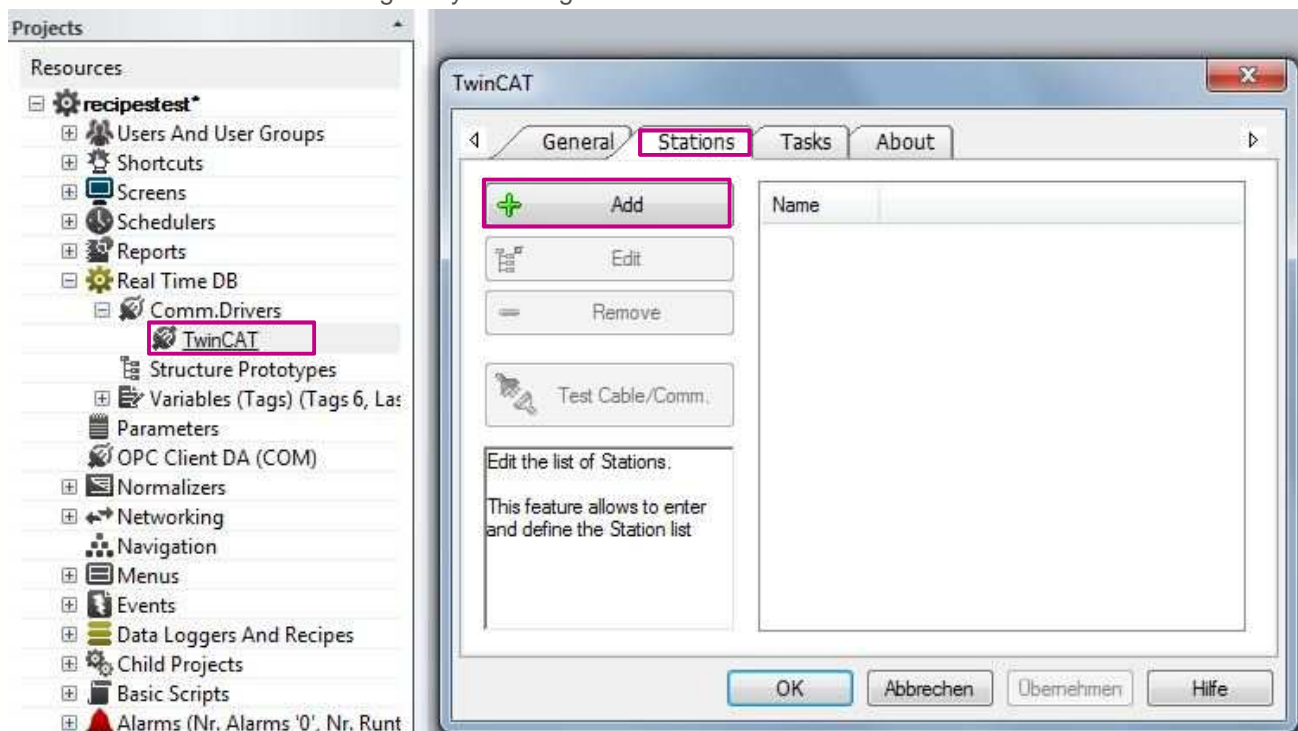 Projects
Resources
recipestest*
Users And User Groups
Shortcuts
Screens
Schedulers
Reports
Real Time DB
Comm.Drivers
TwinCAT
Structure Prototypes
Variables (Tags) (Tags 6, Las
Parameters
OPC Client DA (COM)
Normalizers
Networking
Navigation
Menus
Events
Data Loggers And Recipes
Child Projects
Basic Scripts
Alarms (Nr. Alarms '0', Nr. Runt
TwinCAT
General Stations Tasks About
Add
Edit
Remove
Test Cable/Comm.
Edit the list of Stations.
This feature allows to enter
and define the Station list
Name
OK Abbrechen Übernehmen Hilfe